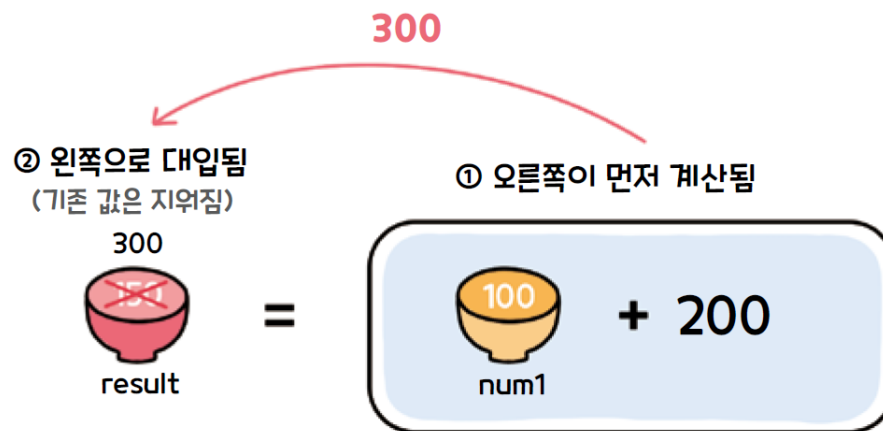 300
② 왼쪽으로 대입됨
(기존 값은 지워짐)
① 오른쪽이 먼저 계산됨
300
150 = 100 + 200
result num1